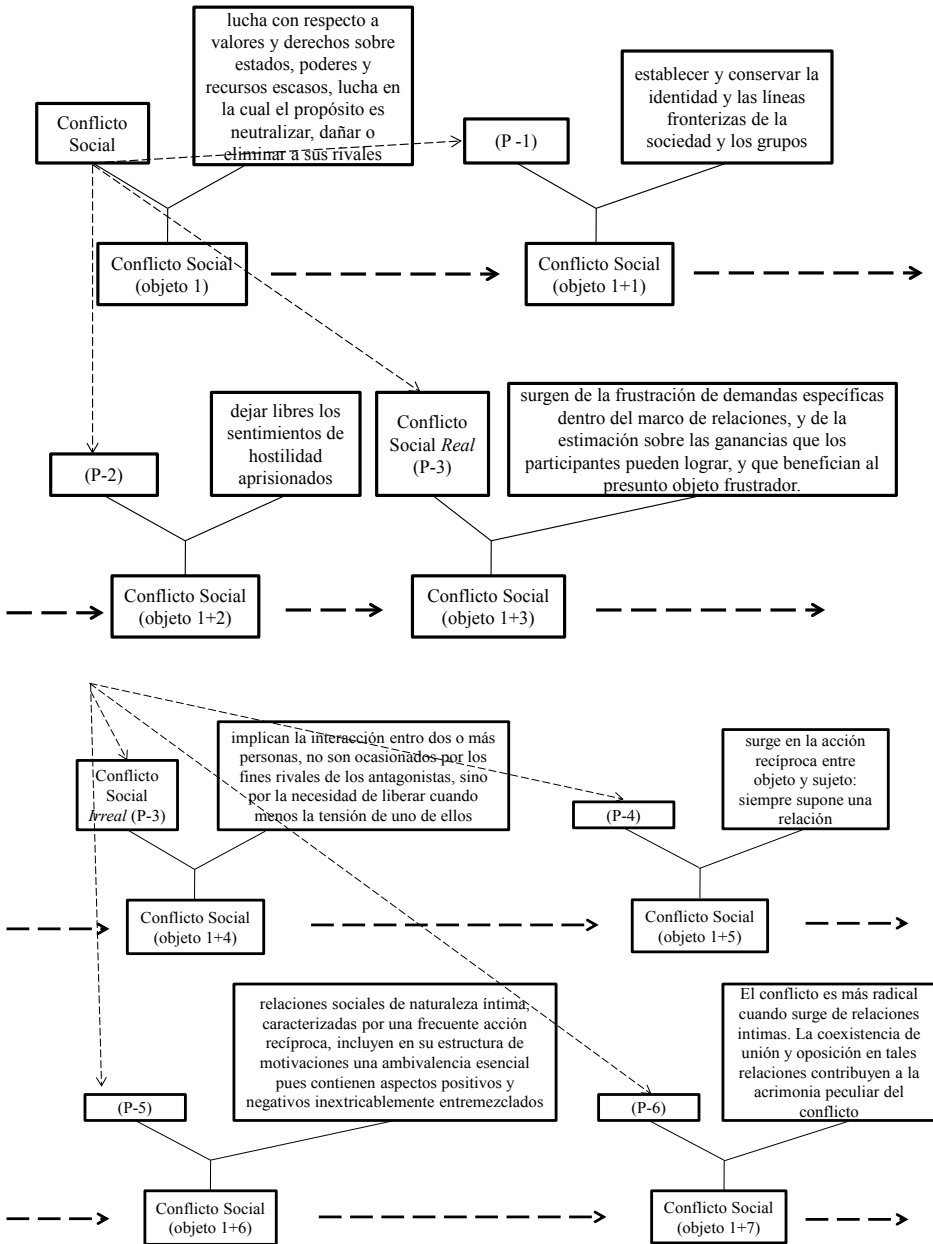 lucha con respecto a
valores y derechos sobre
estados, poderes y
recursos escasos, lucha
en la cual el propósito es
neutralizar, dañar o
eliminar a sus rivales
Conflicto
Social
(P -1)
establecer y conservar la
identidad y las líneas
fronterizas de la
sociedad y los grupos
Conflicto Social
(objeto 1)
Conflicto Social
(objeto 1+1)
(P-2)
dejar libres los
sentimientos de
hostilidad
aprisionados
Conflicto
Social Real
(P-3)
surgen de la frustración de demandas específicas
dentro del marco de relaciones, y de la
estimación sobre las ganancias que los
participantes pueden lograr, y que benefician al
presunto objeto frustrador.
Conflicto Social
(objeto 1+2)
Conflicto Social
(objeto 1+3)
Conflicto
Social
Irreal (P-3)
implican la interacción entre dos o más
personas, no son ocasionados por los
fines rivales de los antagonistas, sino
por la necesidad de liberar cuando
menos la tensión de uno de ellos
(P-4)
surge en la acción
recíproca entre
objeto y sujeto:
siempre supone una
relación
Conflicto Social
(objeto 1+4)
Conflicto Social
(objeto 1+5)
(P-5)
relaciones sociales de naturaleza íntima,
caracterizadas por una frecuente acción
recíproca, incluyen en su estructura de
motivaciones una ambivalencia esencial
pues contienen aspectos positivos y
negativos inextricablemente entremezclados
(P-6)
El conflicto es más radical
cuando surge de relaciones
intimas. La coexistencia de
unión y oposición en tales
relaciones contribuyen a la
acrimonia peculiar del
conflicto
Conflicto Social
(objeto 1+6)
Conflicto Social
(objeto 1+7)